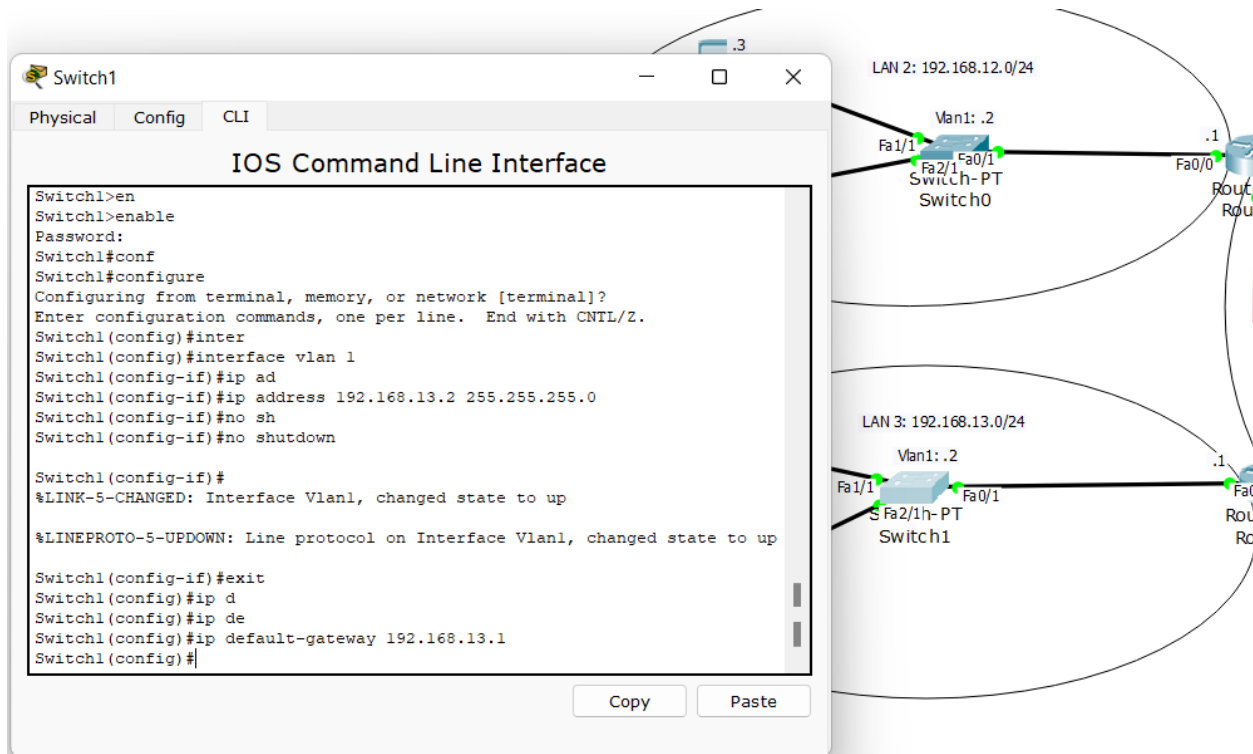 Switch1
Physical Config CLI
IOS Command Line Interface
Switch1>en
Switch1>enable
Password:
Switch1#conf
Switch1#configure
Configuring from terminal, memory, or network [terminal]?
Enter configuration commands, one per line.  End with CNTL/Z.
Switch1(config)#inter
Switch1(config)#interface vlan 1
Switch1(config-if)#ip ad
Switch1(config-if)#ip address 192.168.13.2 255.255.255.0
Switch1(config-if)#no sh
Switch1(config-if)#no shutdown
Switch1(config-if)#
%LINK-5-CHANGED: Interface Vlan1, changed state to up
%LINEPROTO-5-UPDOWN: Line protocol on Interface Vlan1, changed state to up
Switch1(config-if)#exit
Switch1(config)#ip d
Switch1(config)#ip de
Switch1(config)#ip default-gateway 192.168.13.1
Switch1(config)#
Copy Paste
.3
LAN 2: 192.168.12.0/24
Vlan1: .2
Fa1/1
Fa2/1
Fa0/1
Switch-PT
Switch0
.1
Fa0/0
Rout
Rou
LAN 3: 192.168.13.0/24
Vlan1: .2
Fa1/1
Fa2/1
Fa0/1
h-PT
Switch1
.1
Fa0
Rou
Ro